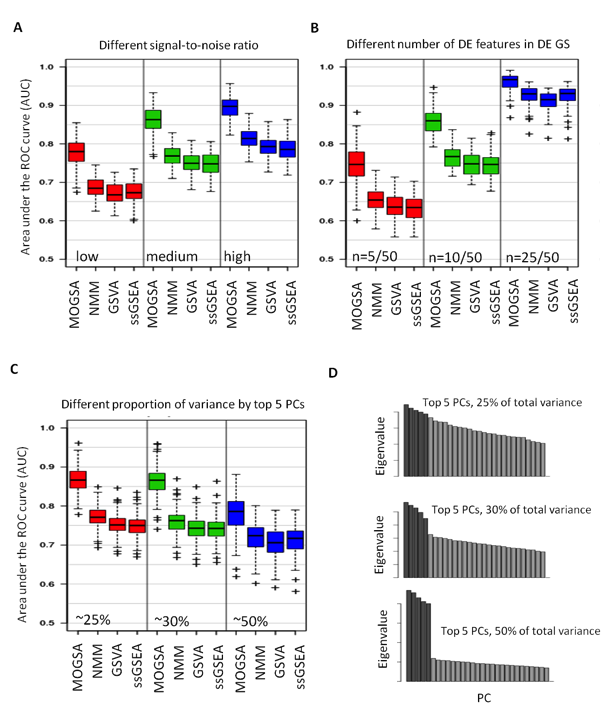 A
Different signal-to-noise ratio
Area under the ROC curve (AUC)
1.0
0.9
0.8
0.7
0.6
0.5
low
medium
high
MOGSA
NMM
GSVA
ssGSEA
MOGSA
NMM
GSVA
ssGSEA
MOGSA
NMM
GSVA
ssGSEA
B
Different number of DE features in DE GS
1.0
0.9
0.8
0.7
0.6
0.5
n=5/50
n=10/50
n=25/50
MOGSA
NMM
GSVA
ssGSEA
MOGSA
NMM
GSVA
ssGSEA
MOGSA
NMM
GSVA
ssGSEA
C
Different proportion of variance by top 5 PCs
Area under the ROC curve (AUC)
1.0
0.9
0.8
0.7
0.6
0.5
~25%
~30%
~50%
MOGSA
NMM
GSVA
ssGSEA
MOGSA
NMM
GSVA
ssGSEA
MOGSA
NMM
GSVA
ssGSEA
D
Top 5 PCs, 25% of total variance
Eigenvalue
Top 5 PCs, 30% of total variance
Eigenvalue
Top 5 PCs, 50% of total variance
Eigenvalue
PC